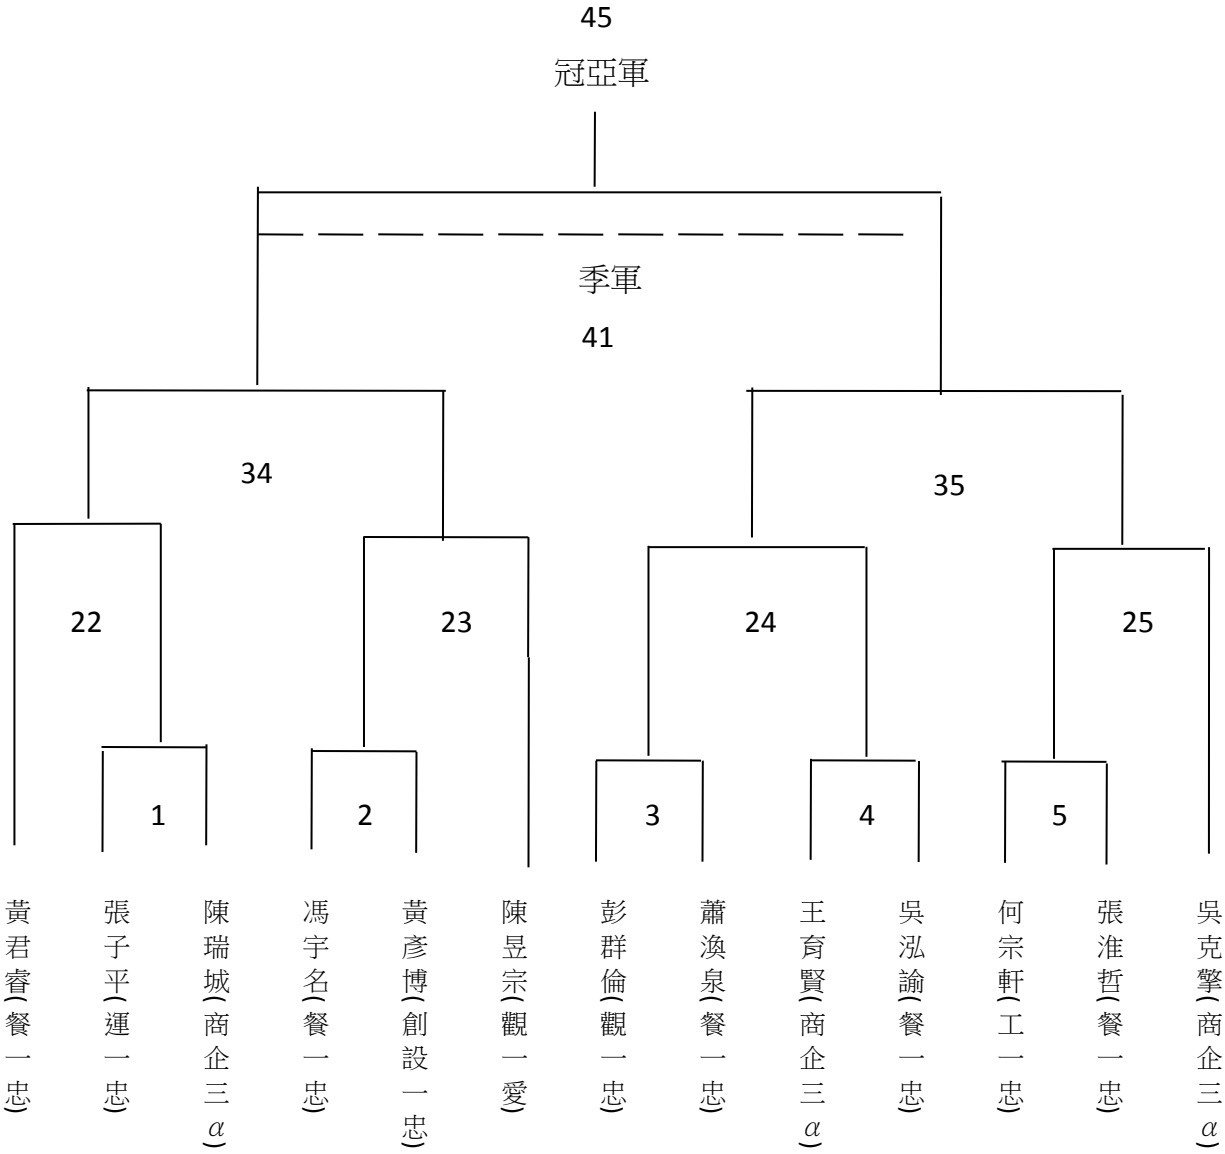 45
冠亞軍
季軍
41
34
35
22
23
24
25
1
2
3
4
5
黃君睿(餐一忠)
張子平(運一忠)
陳瑞城(商企三α)
馮宇名(餐一忠)
黃彥博(創設一忠)
陳昱宗(觀一愛)
彭群倫(觀一忠)
蕭渙泉(餐一忠)
王育賢(商企三α)
吳泓諭(餐一忠)
何宗軒(工一忠)
張淮哲(餐一忠)
吳克擎(商企三α)